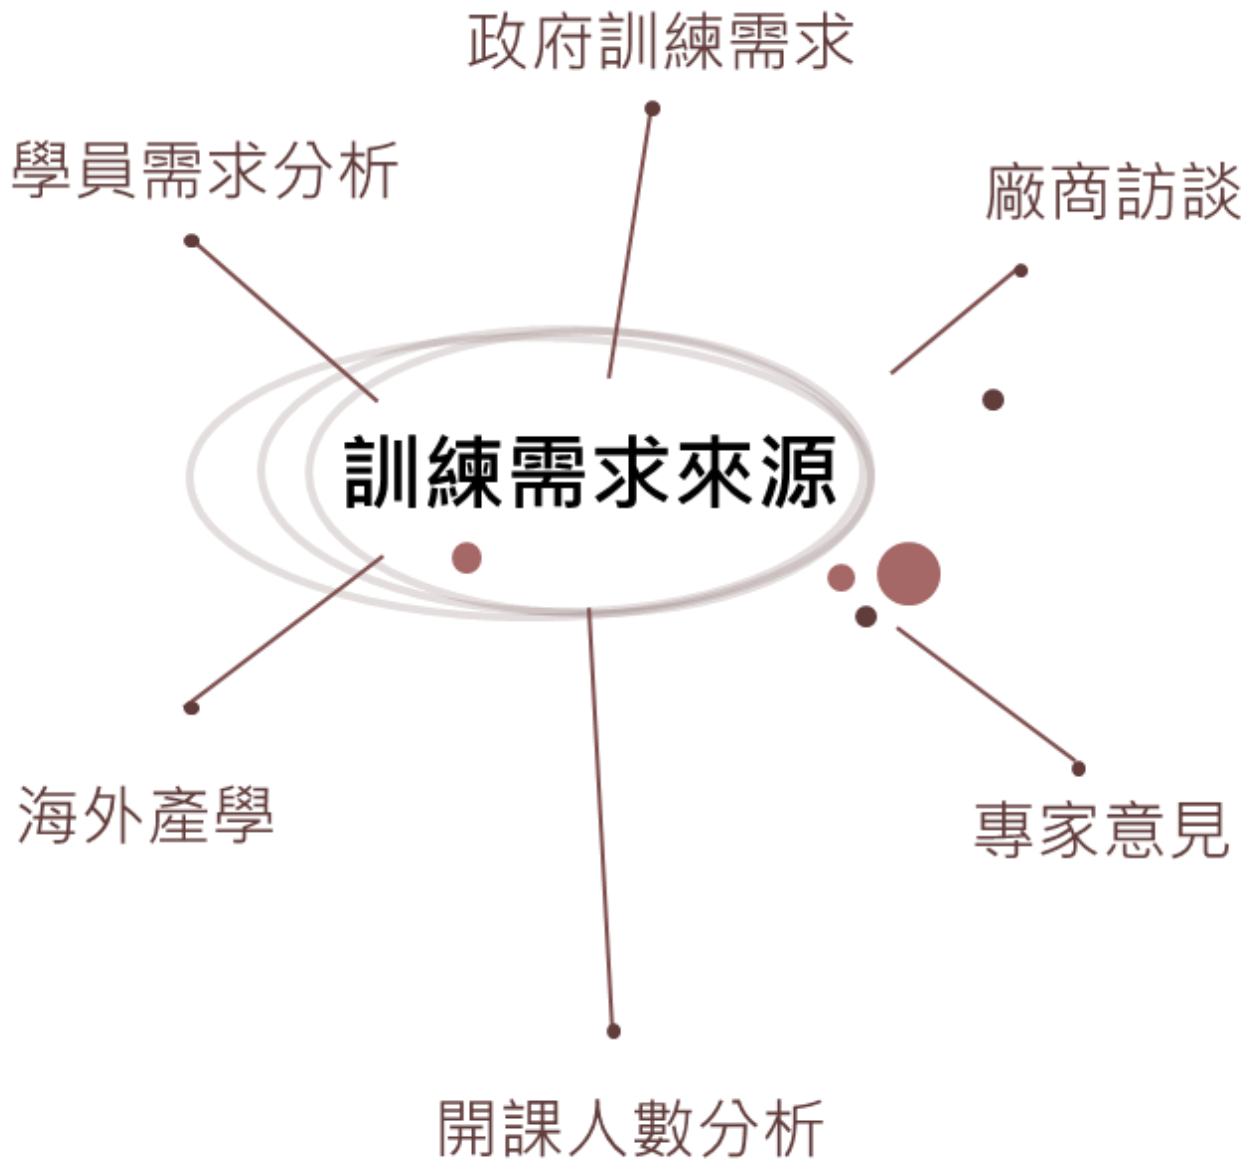 政府訓練需求
學員需求分析
廠商訪談
訓練需求來源
海外產學
專家意見
開課人數分析